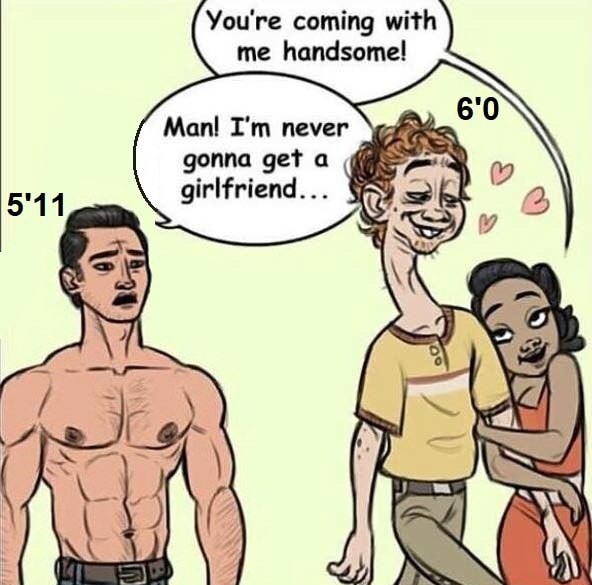 You're coming with
me handsome!
6'0
Man! I'm never
gonna get a
girlfriend...
5'11